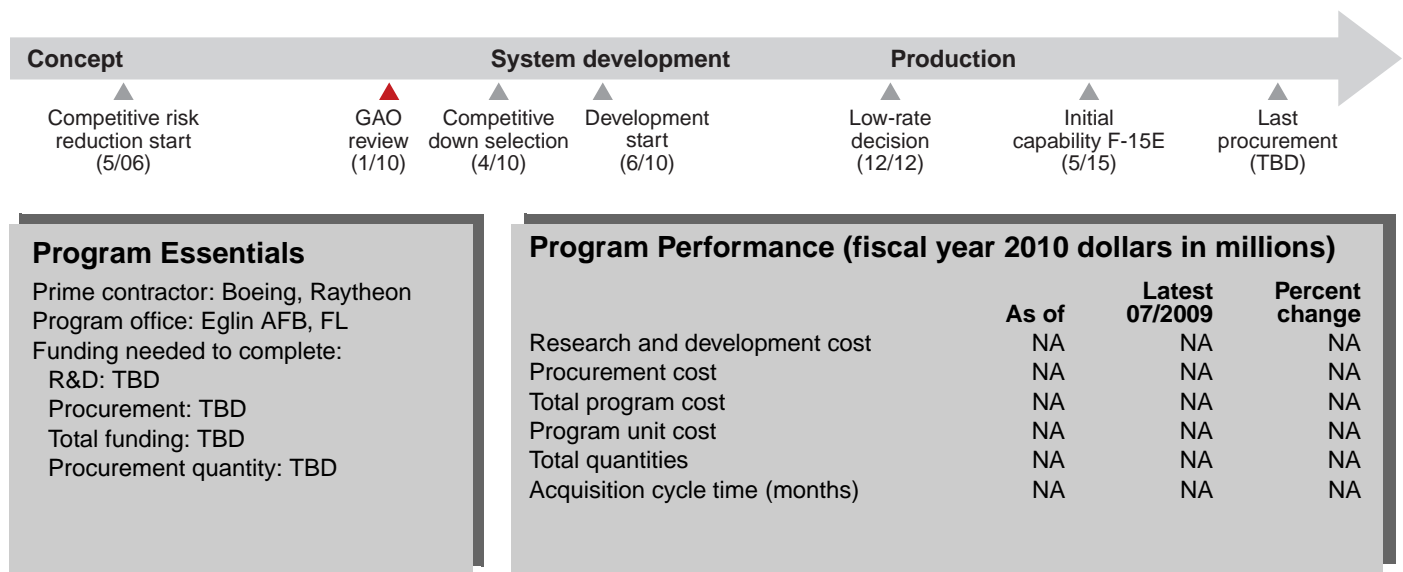 Concept System development Production
Competitive risk reduction start (5/06)
GAO review (1/10)
Competitive down selection (4/10)
Development start (6/10)
Low-rate decision (12/12)
Initial capability F-15E (5/15)
Last procurement (TBD)
Program Essentials
Prime contractor: Boeing, Raytheon
Program office: Eglin AFB, FL
Funding needed to complete:
R&D: TBD
Procurement: TBD
Total funding: TBD
Procurement quantity: TBD
Program Performance (fiscal year 2010 dollars in millions)
As of Latest 07/2009 Percent change
Research and development cost NA NA NA
Procurement cost NA NA NA
Total program cost NA NA NA
Program unit cost NA NA NA
Total quantities NA NA NA
Acquisition cycle time (months) NA NA NA